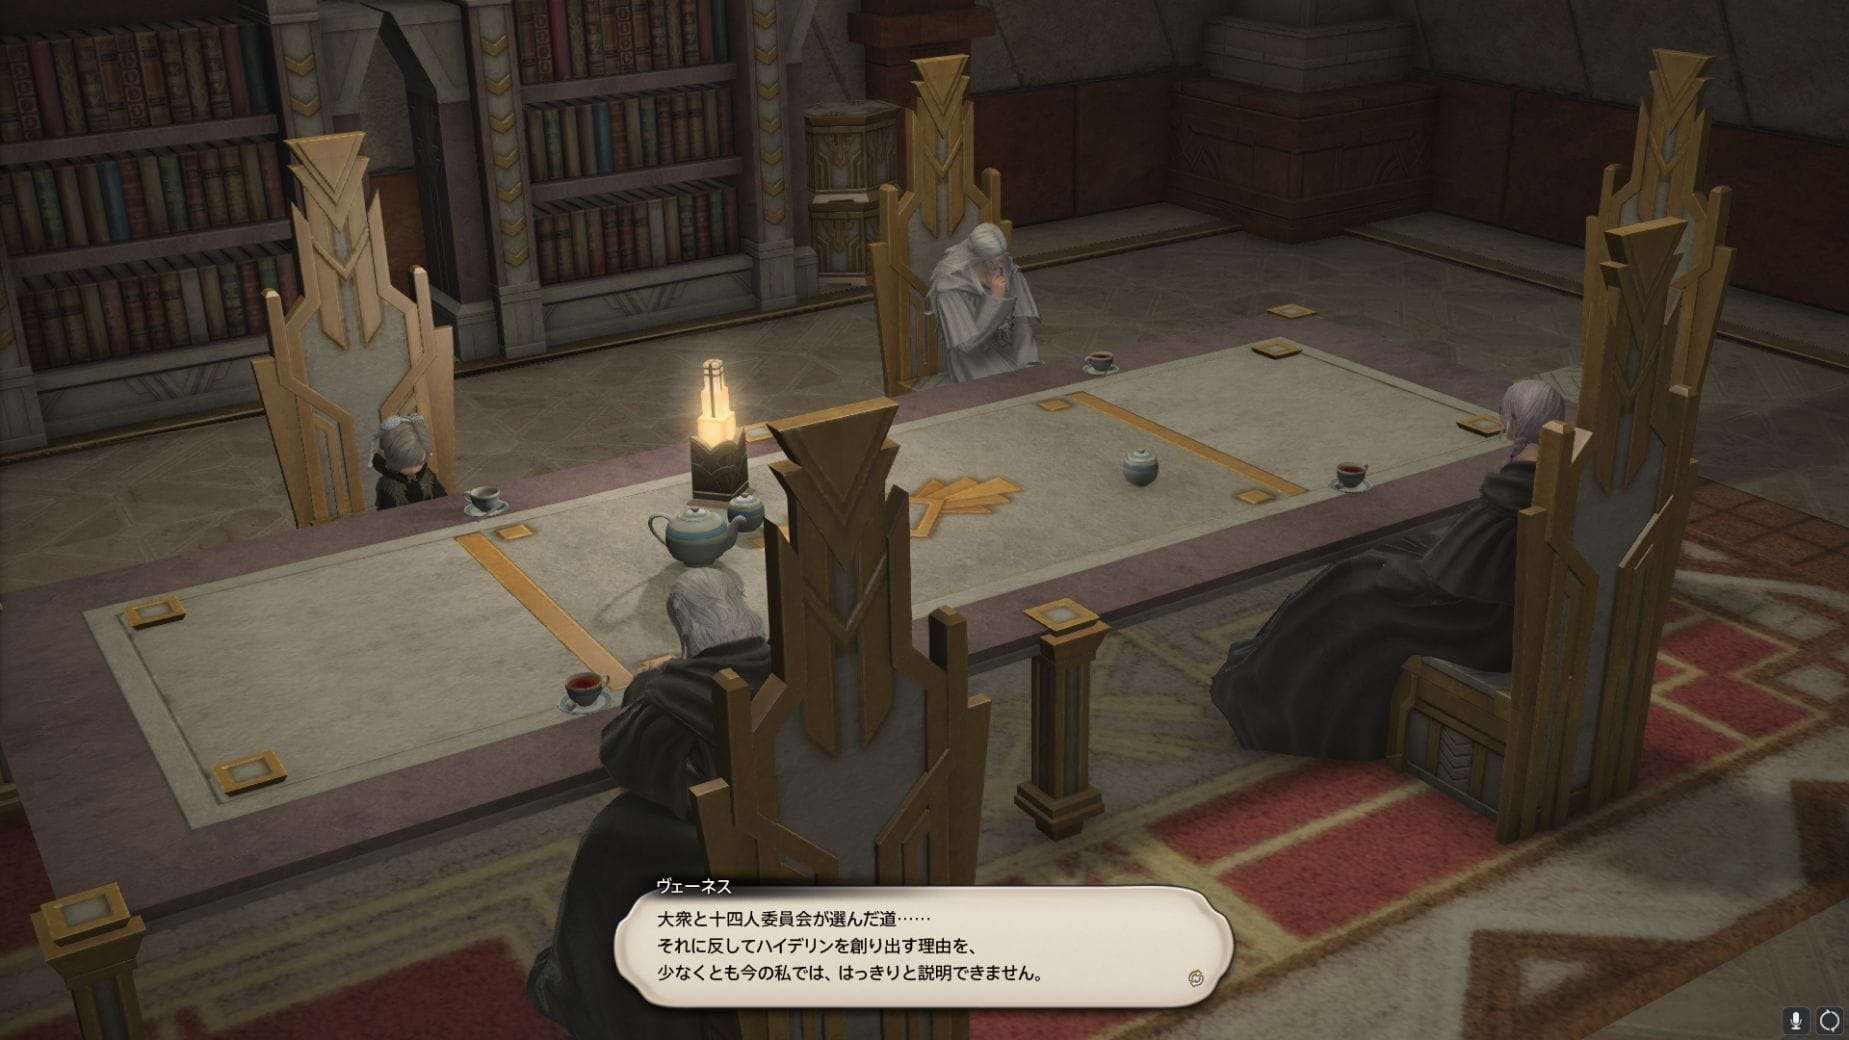 ヴェーネス
大衆と十四人委員会が選んだ道……
それに反してハイデリンを創り出す理由を、
少なくとも今の私では、はっきりと説明できません。